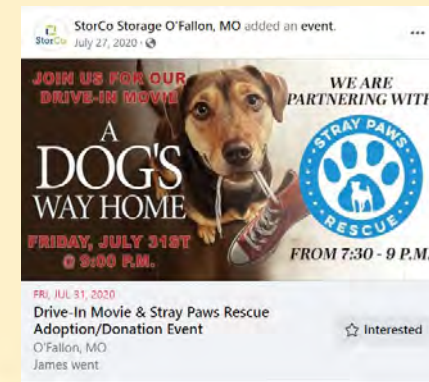 StorCo Storage O'Fallon, MO added an event.
StorCo
July 27, 2020 ·
JOIN US FOR OUR
DRIVE-IN MOVIE
A
DOG'S
WAY HOME
FRIDAY, JULY 31ST
@ 9:00 P.M.
WE ARE
PARTNERING WITH
STRAY PAWS
RESCUE
FROM 7:30 - 9 P.M.
FRI, JUL 31, 2020
Drive-In Movie & Stray Paws Rescue
Adoption/Donation Event
Interested
O'Fallon, MO
James went